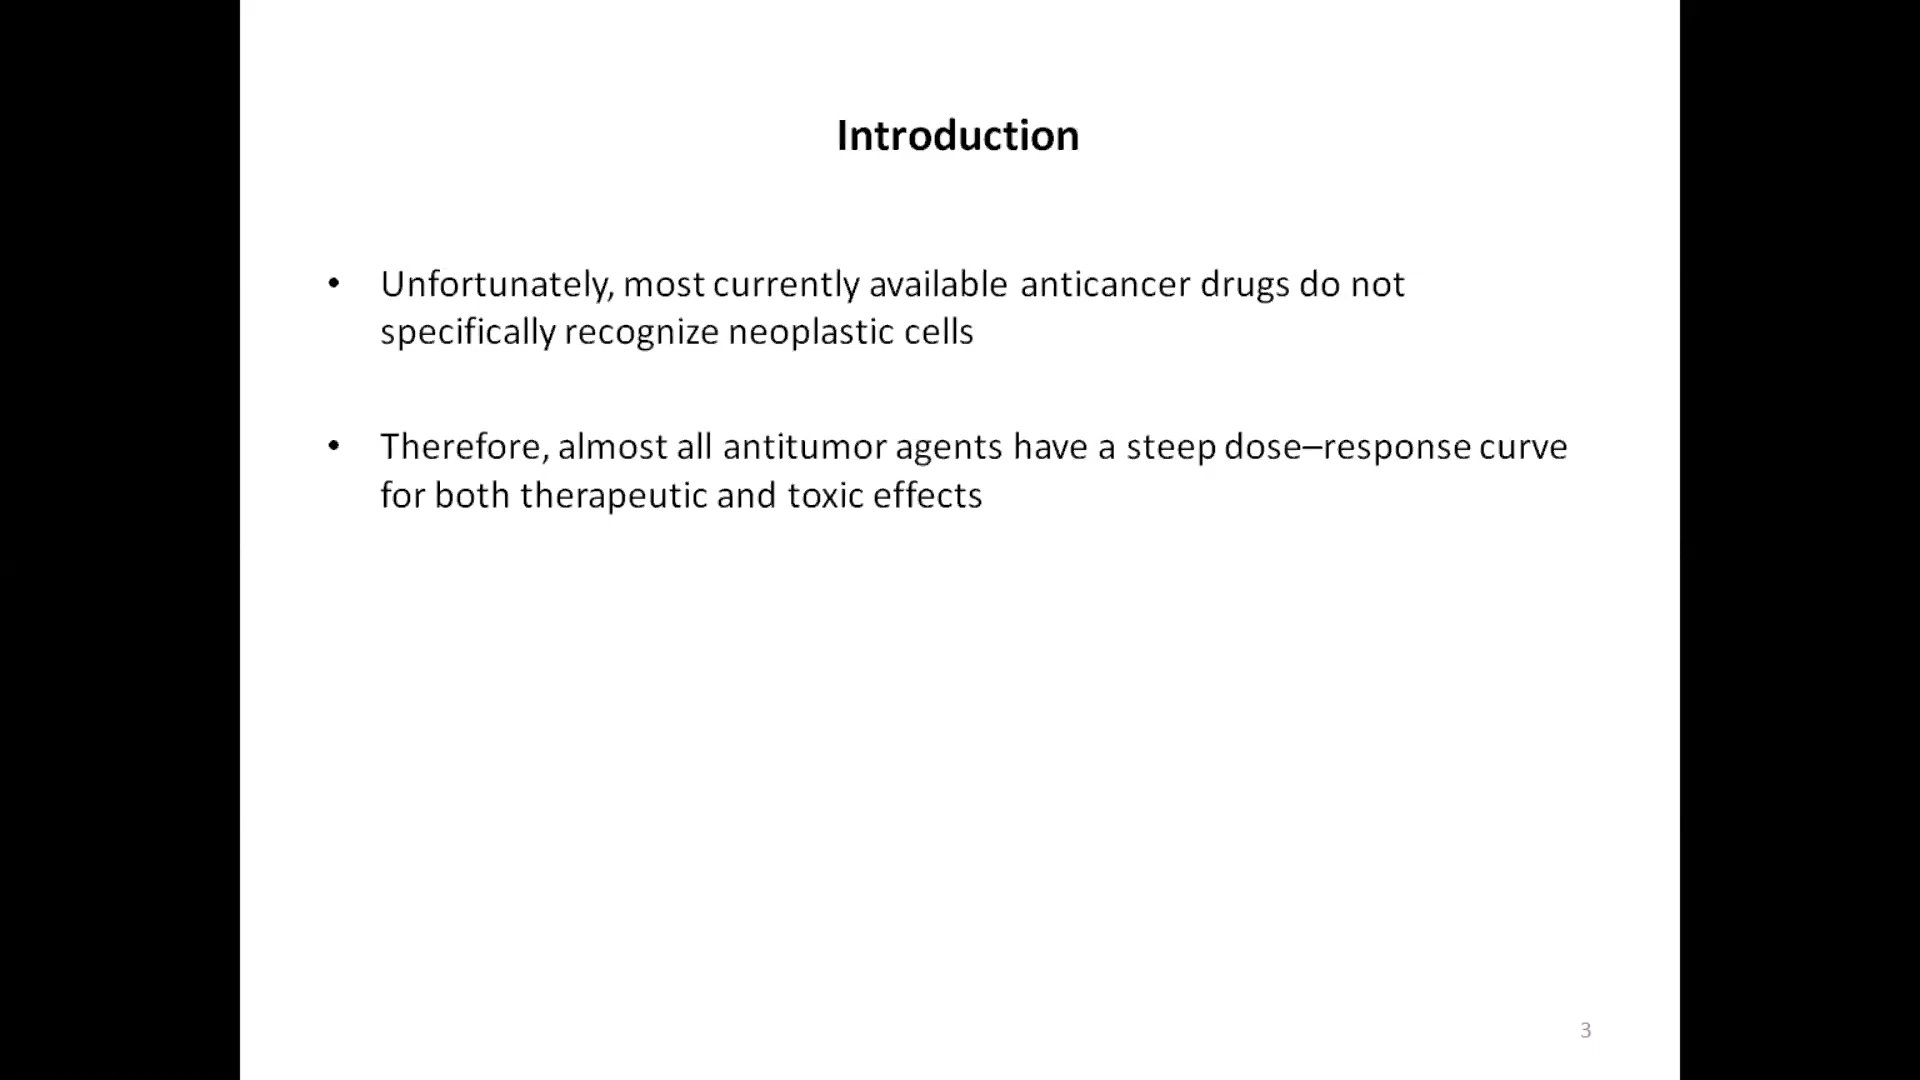 Introduction
• Unfortunately, most currently available anticancer drugs do not
specifically recognize neoplastic cells
• Therefore, almost all antitumor agents have a steep dose–response curve
for both therapeutic and toxic effects
3